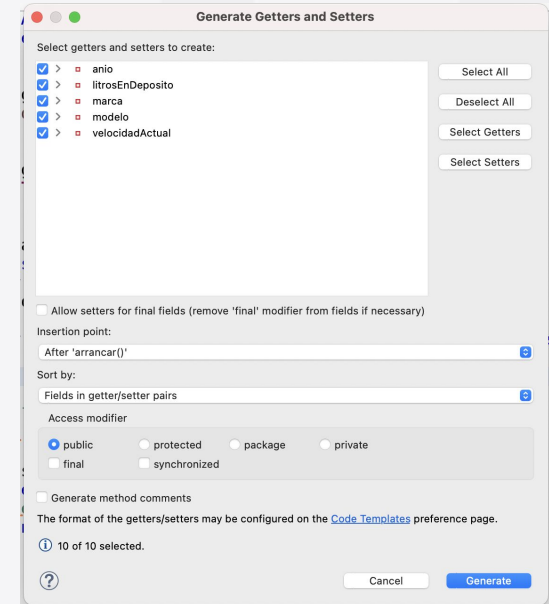 Generate Getters and Setters
Select getters and setters to create:
anio
litrosEnDeposito
marca
modelo
velocidadActual
Select All
Deselect All
Select Getters
Select Setters
Allow setters for final fields (remove 'final' modifier from fields if necessary)
Insertion point:
After 'arrancar()'
Sort by:
Fields in getter/setter pairs
Access modifier
public protected package private
final synchronized
Generate method comments
The format of the getters/setters may be configured on the Code Templates preference page.
10 of 10 selected.
Cancel Generate